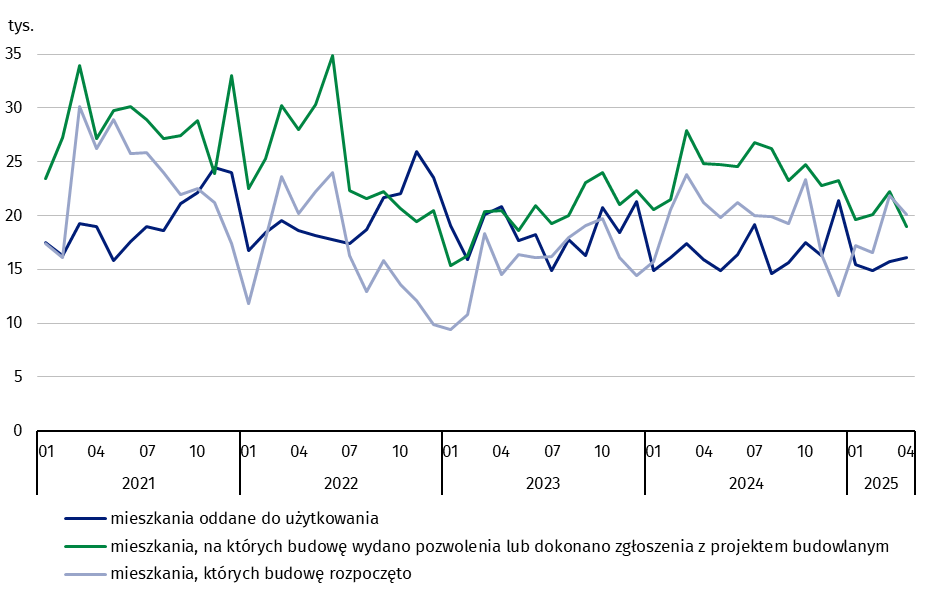 tys.
35
30
25
20
15
10
5
0
01 04 07 10 01 04 07 10 01 04 07 10 01 04 07 10 01 04
2021 2022 2023 2024 2025
mieszkania oddane do użytkowania
mieszkania, na których budowę wydano pozwolenia lub dokonano zgłoszenia z projektem budowlanym
mieszkania, których budowę rozpoczęto